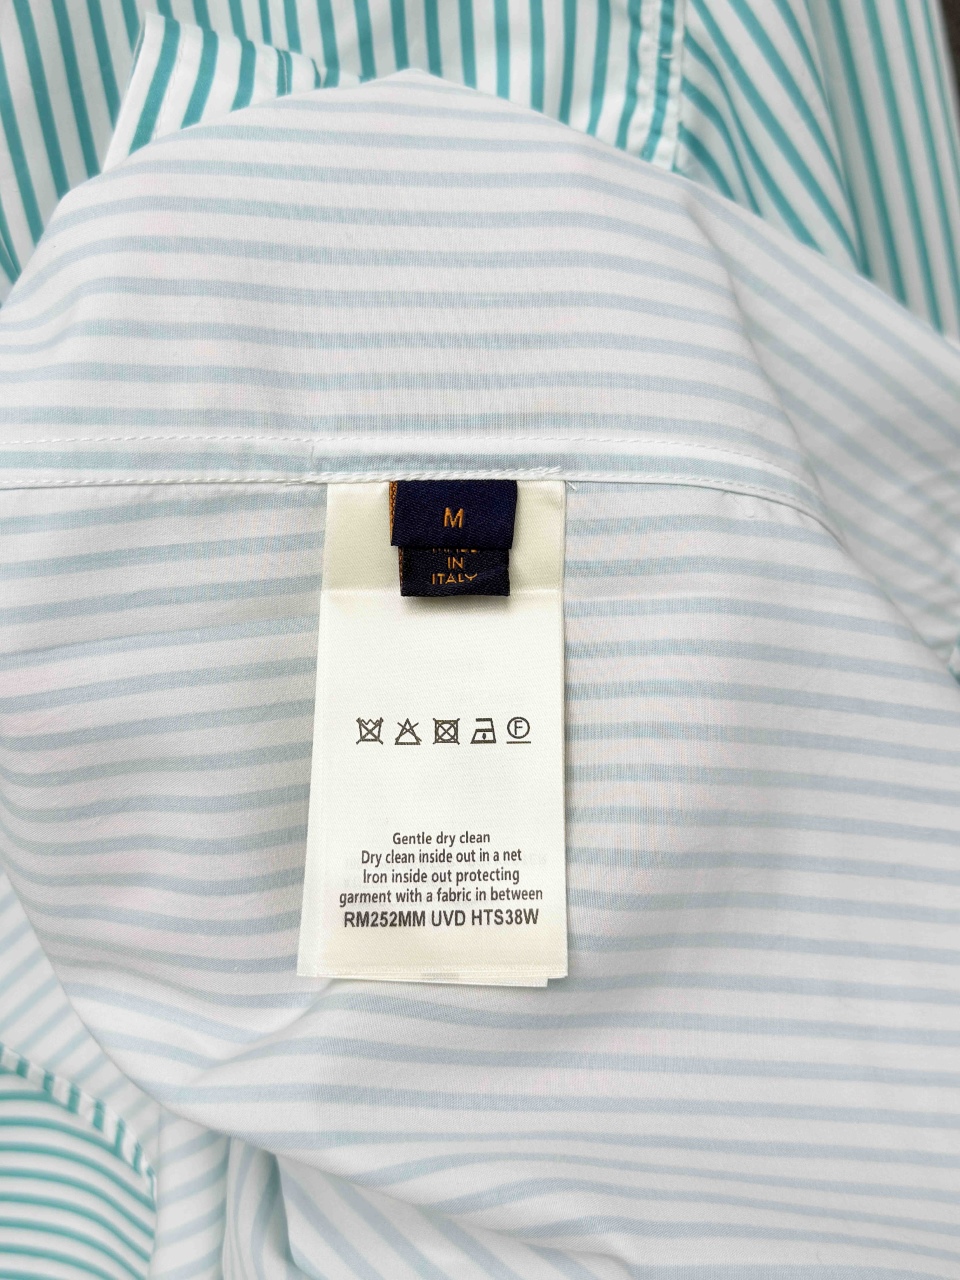 M
MADE
IN
ITALY
F
Gentle dry clean
Dry clean inside out in a net
Iron inside out protecting
garment with a fabric in between
RM252MM UVD HTS38W